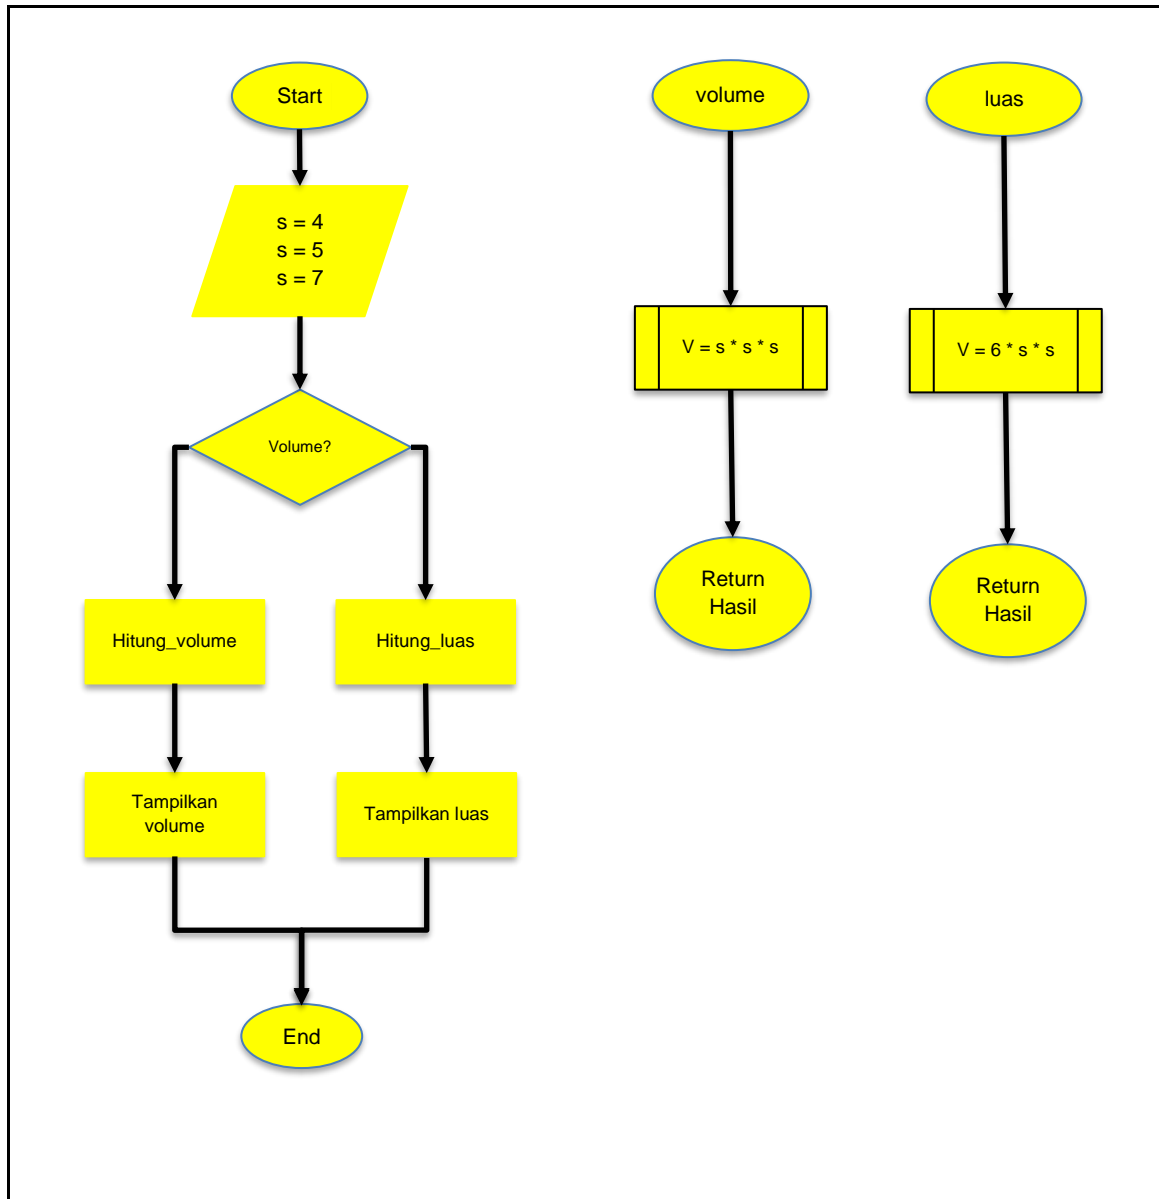 Start
s = 4
s = 5
s = 7
Volume?
Hitung_volume
Hitung_luas
Tampilkan
volume
Tampilkan luas
End
volume
V = s * s * s
Return
Hasil
luas
V = 6 * s * s
Return
Hasil